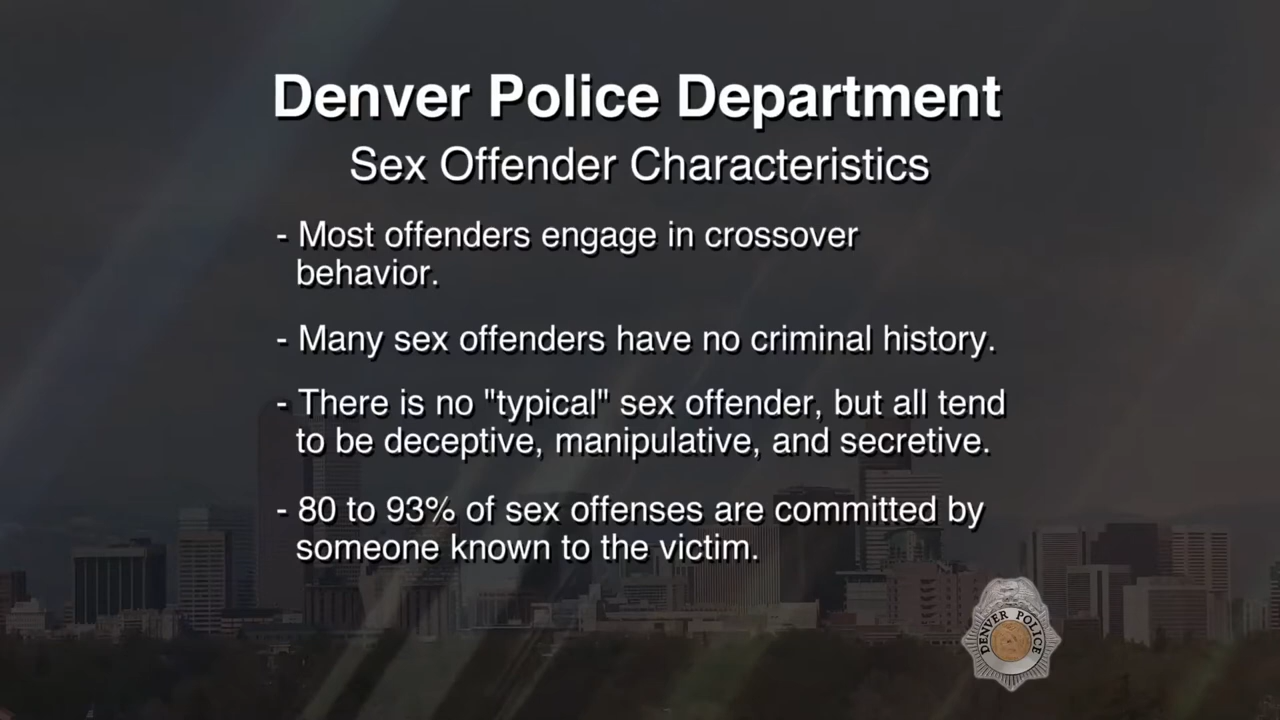 Denver Police Department
Sex Offender Characteristics
- Most offenders engage in crossover
behavior.
- Many sex offenders have no criminal history.
- There is no "typical" sex offender, but all tend
to be deceptive, manipulative, and secretive.
- 80 to 93% of sex offenses are committed by
someone known to the victim.
DENVER POLICE